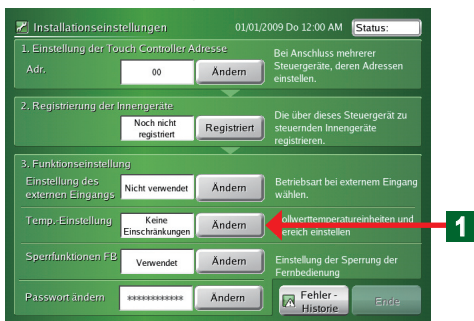 Installationseinstellungen 01/01/2009 Do 12:00 AM Status:
1. Einstellung der Touch Controller Adresse
Adr. 00 Ändern
Bei Anschluss mehrerer
Steuergeräte, deren Adressen
einstellen.
2. Registrierung der Innengeräte
Noch nicht
registriert
Registriert
Die über dieses Steuergerät zu
steuernden Innengeräte
registrieren.
3. Funktionseinstellung
Einstellung des
externen Eingangs
Nicht verwendet
Ändern
Betriebsart bei externem Eingang
wählen.
Temp.-Einstellung
Keine
Einschränkungen
Ändern
ollwerttemperatureinheiten und
ereich einstellen
1
Sperrfunktionen FB
Verwendet
Ändern
Einstellung der Sperrung der
Fernbedienung
Passwort ändern
************
Ändern
Fehler -
Historie
Ende